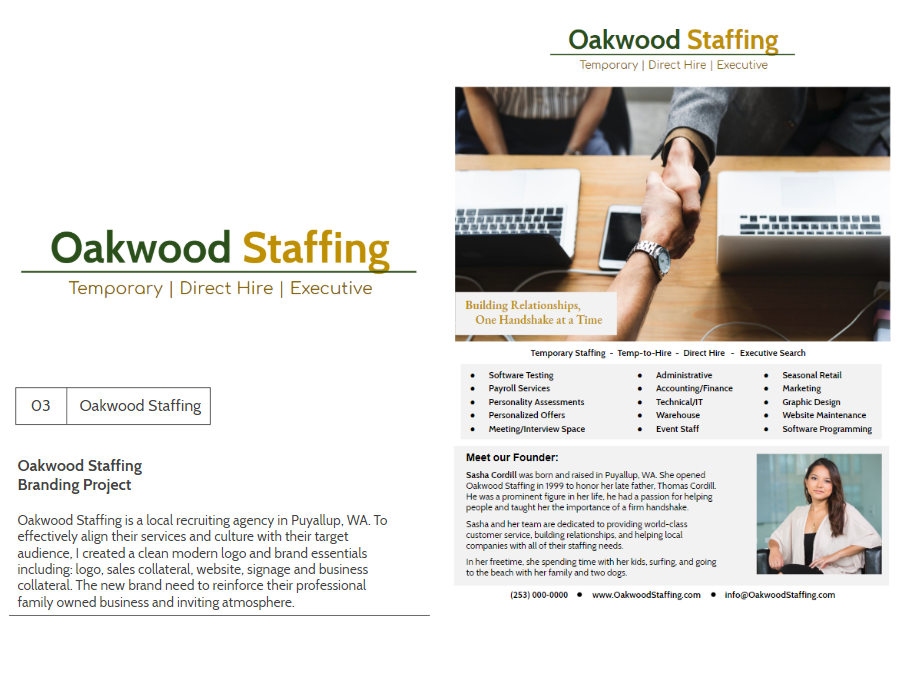 Oakwood Staffing
Temporary | Direct Hire | Executive
03 Oakwood Staffing
Oakwood Staffing
Branding Project
Oakwood Staffing is a local recruiting agency in Puyallup, WA. To
effectively align their services and culture with their target
audience, I created a clean modern logo and brand essentials
including: logo, sales collateral, website, signage and business
collateral. The new brand need to reinforce their professional
family owned business and inviting atmosphere.
Oakwood Staffing
Temporary | Direct Hire | Executive
Building Relationships,
One Handshake at a Time
Temporary Staffing - Temp-to-Hire - Direct Hire - Executive Search
● Software Testing
● Payroll Services
● Personality Assessments
● Personalized Offers
● Meeting/Interview Space
● Administrative
● Accounting/Finance
● Technical/IT
● Warehouse
● Event Staff
● Seasonal Retail
● Marketing
● Graphic Design
● Website Maintenance
● Software Programming
Meet our Founder:
Sasha Cordill was born and raised in Puyallup, WA. She opened
Oakwood Staffing in 1999 to honor her late father, Thomas Cordill.
He was a prominent figure in her life, he had a passion for helping
people and taught her the importance of a firm handshake.
Sasha and her team are dedicated to providing world-class
customer service, building relationships, and helping local
companies with all of their staffing needs.
In her freetime, she spending time with her kids, surfing, and going
to the beach with her family and two dogs.
(253) 000-0000 ● www.OakwoodStaffing.com ● info@OakwoodStaffing.com